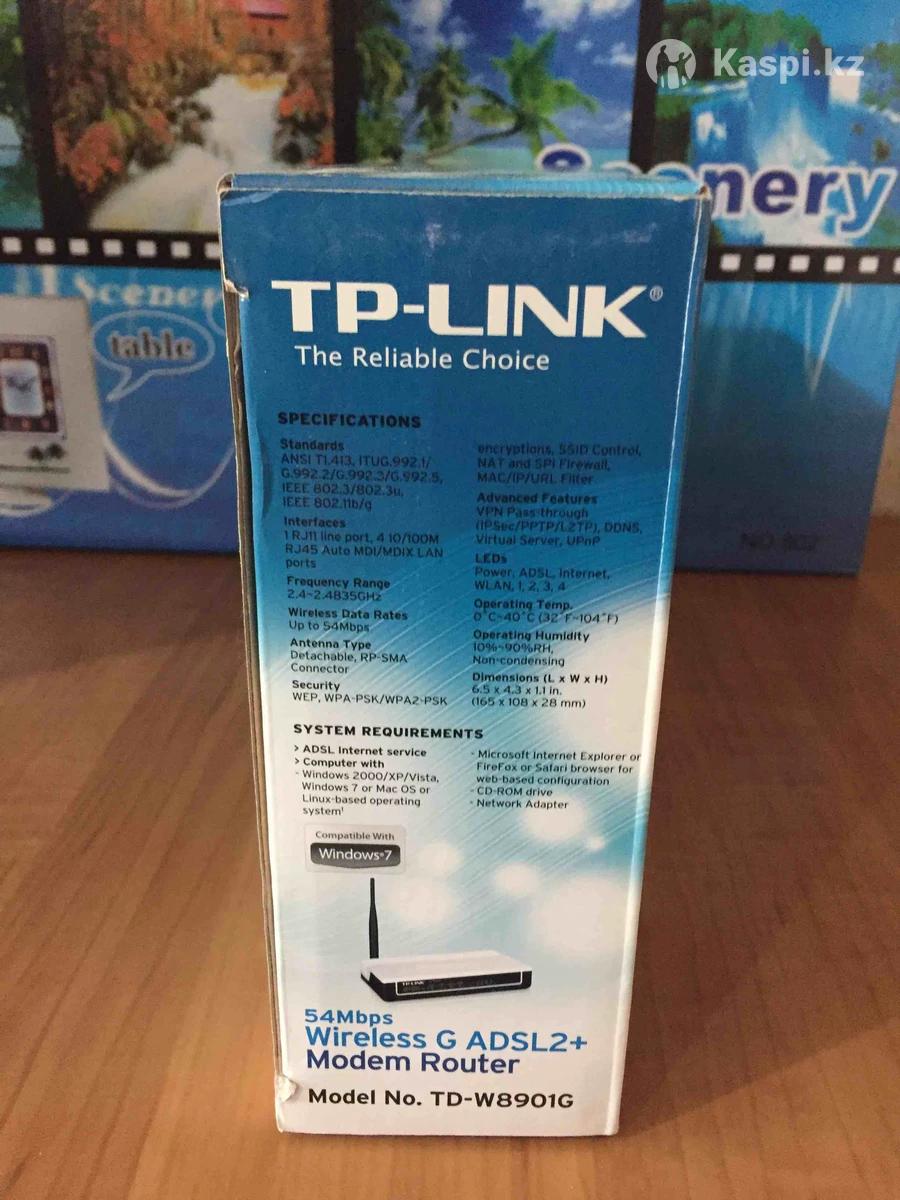 Kaspi.kz
Scenery
#1 Scenery
table
TP-LINK®
The Reliable Choice
SPECIFICATIONS
Standards
ANSI T1.413, ITUG.992.1/
G.992.2/G.992.3/G.992.5,
IEEE 802.3/802.3u,
IEEE 802.11b/g
Interfaces
1 RJ11 line port, 4 10/100M
RJ45 Auto MDI/MDIX LAN
ports
Frequency Range
2.4~2.4835GHz
Wireless Data Rates
Up to 54Mbps
Antenna Type
Detachable, RP-SMA
Connector
Security
WEP, WPA-PSK/WPA2-PSK
encryptions, SSID Control,
NAT and SPI Firewall,
MAC/IP/URL Filter
Advanced Features
VPN Pass-through
(IPSec/PPTP/L2TP), DDNS,
Virtual Server, UPnP
LEDs
Power, ADSL, Internet,
WLAN, 1, 2, 3, 4
Operating Temp.
0°C~40°C (32°F~104°F)
Operating Humidity
10%~90%RH,
Non-condensing
Dimensions (L x W x H)
6.5 x 4.3 x 1.1 in.
(165 x 108 x 28 mm)
SYSTEM REQUIREMENTS
> ADSL Internet service
> Computer with
- Windows 2000/XP/Vista,
Windows 7 or Mac OS or
Linux-based operating
system¹
- Microsoft Internet Explorer or
FireFox or Safari browser for
web-based configuration
- CD-ROM drive
- Network Adapter
Compatible With
Windows®7
TP-LINK
54Mbps
Wireless G ADSL2+
Modem Router
Model No. TD-W8901G